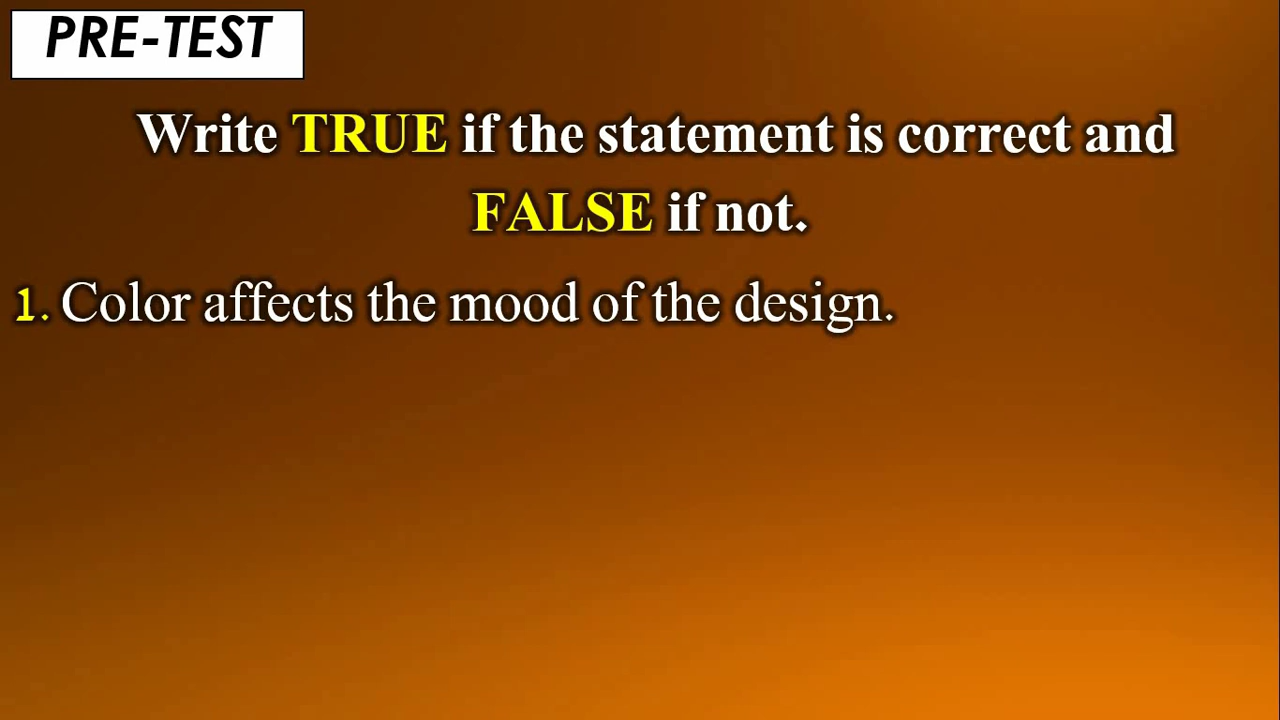 PRE-TEST
Write TRUE if the statement is correct and
FALSE if not.
1. Color affects the mood of the design.